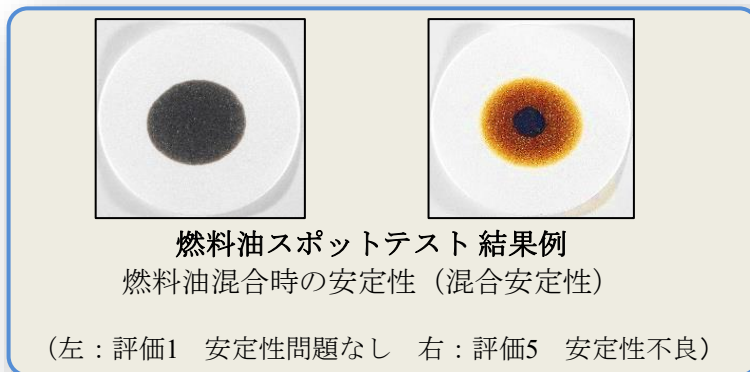 燃料油スポットテスト 結果例
燃料油混合時の安定性（混合安定性）
（左：評価1　安定性問題なし　右：評価5　安定性不良）